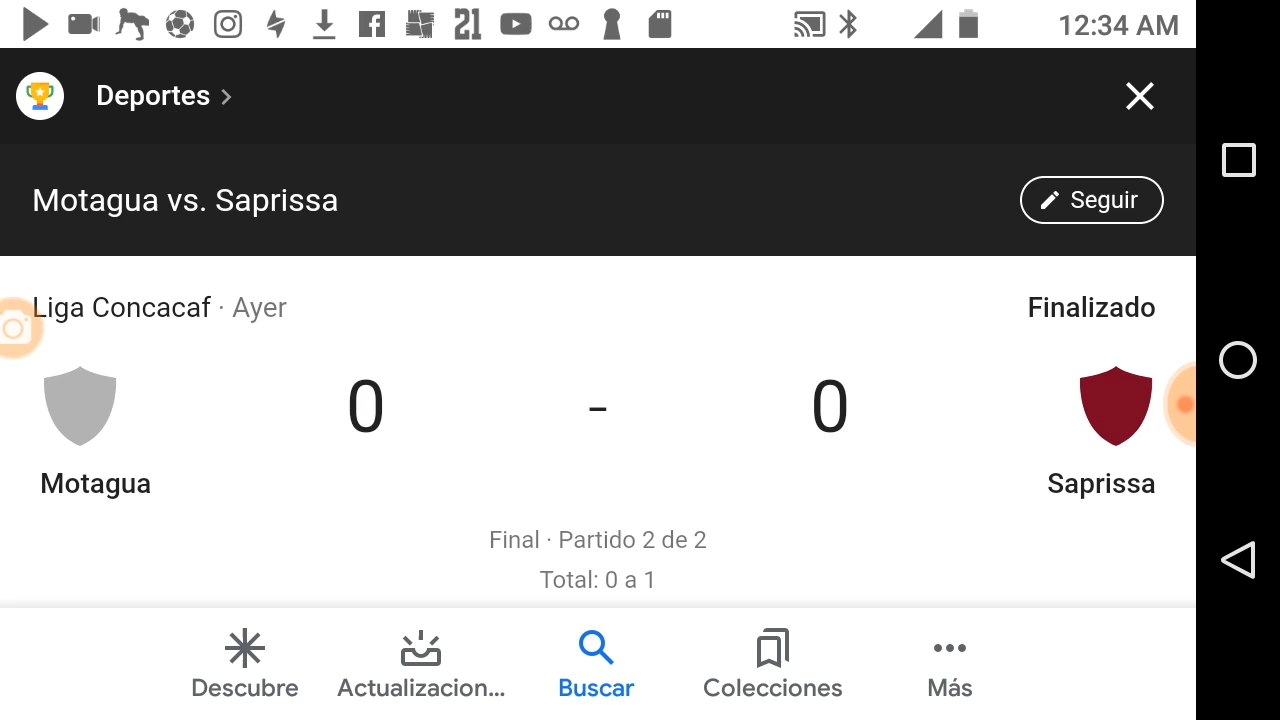 21 12:34 AM
Deportes
Motagua vs. Saprissa Seguir
Liga Concacaf · Ayer Finalizado
0 - 0
Motagua Saprissa
Final · Partido 2 de 2
Total: 0 a 1
Descubre Actualizacion... Buscar Colecciones Más